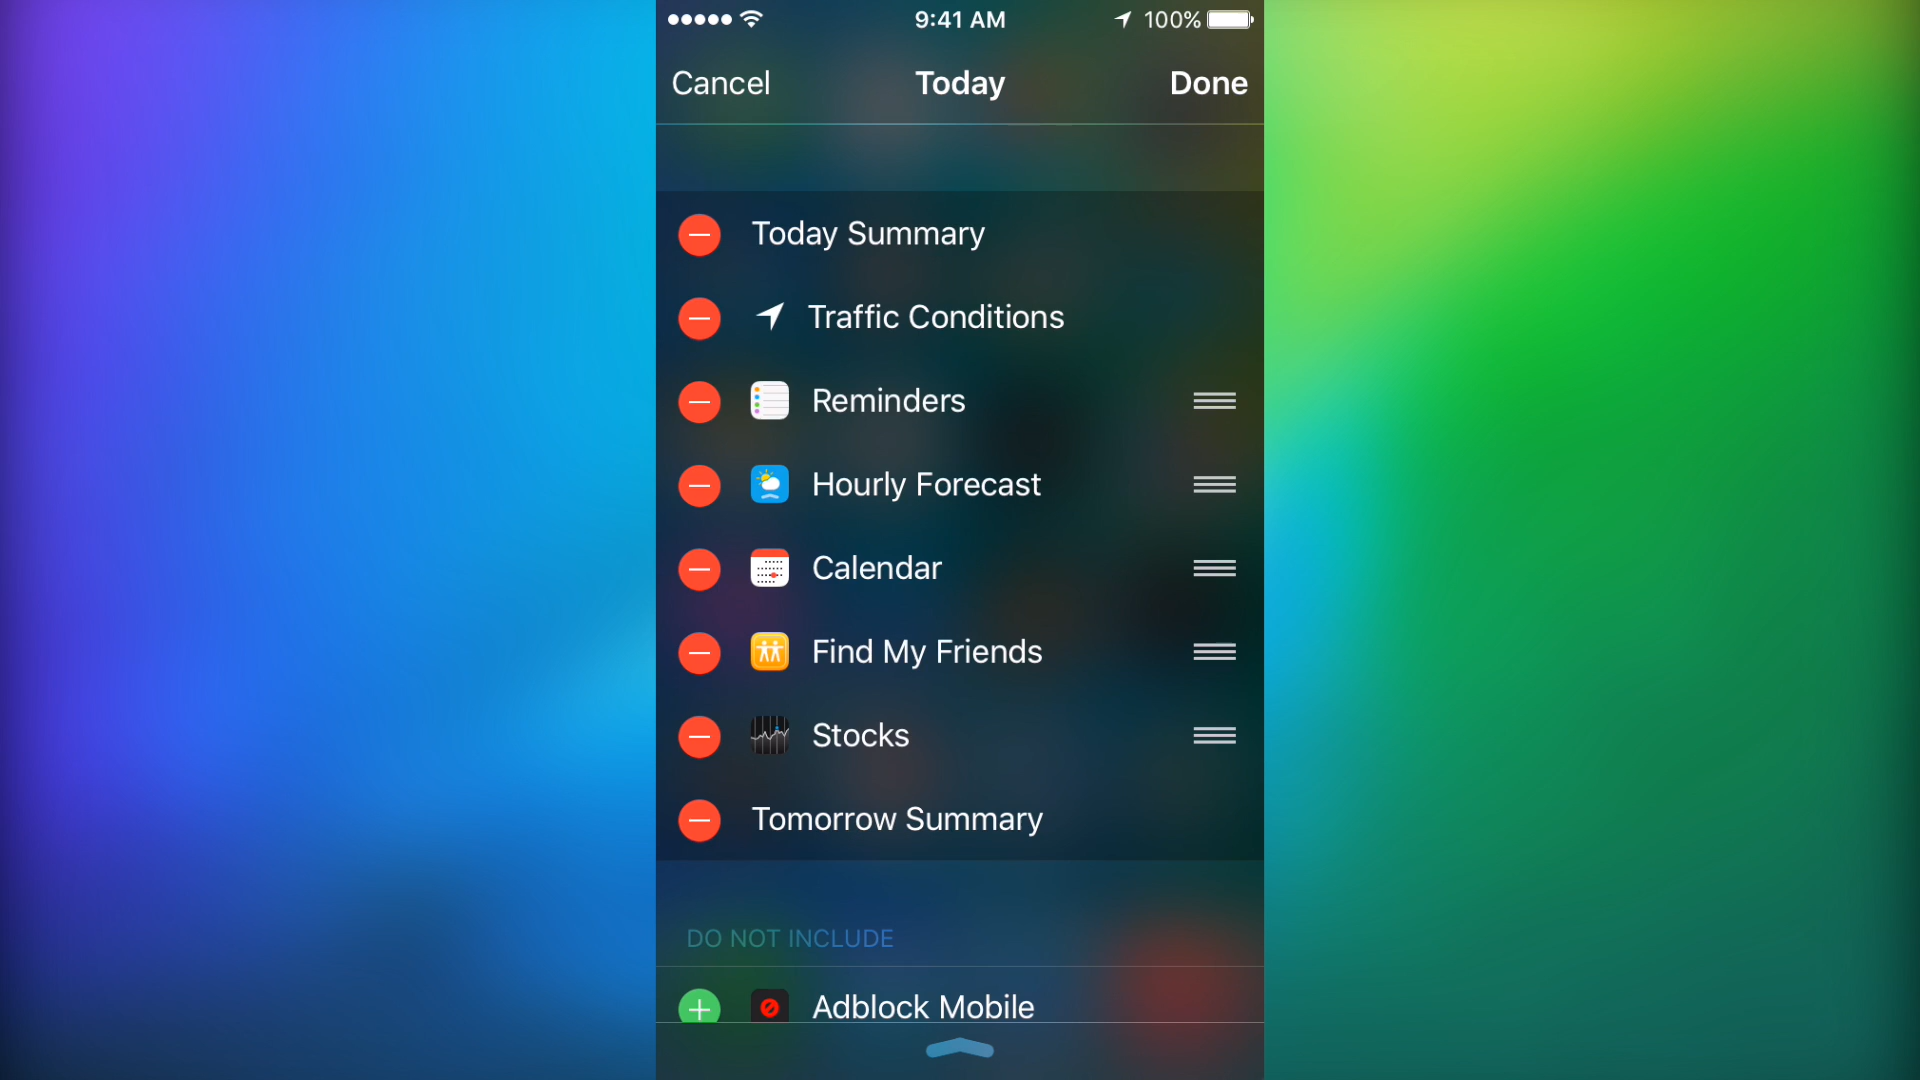 9:41 AM
100%
Cancel
Today
Done
Today Summary
Traffic Conditions
Reminders
Hourly Forecast
Calendar
Find My Friends
Stocks
Tomorrow Summary
DO NOT INCLUDE
Adblock Mobile